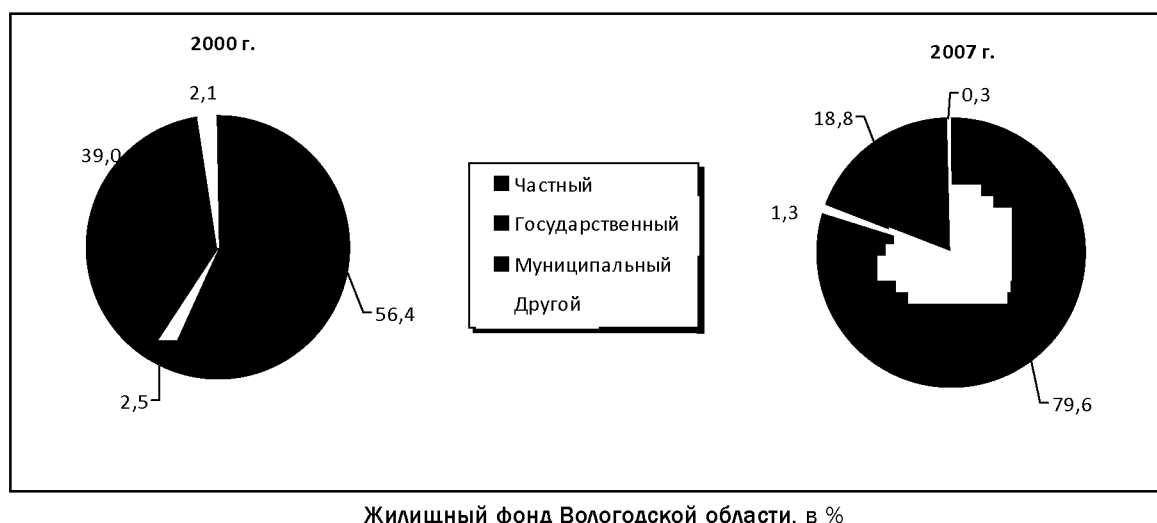 2000 г.
2,1
39,0
56,4
2,5
Частный
Государственный
Муниципальный
Другой
2007 г.
0,3
18,8
1,3
79,6
Жилищный фонд Вологодской области, в %